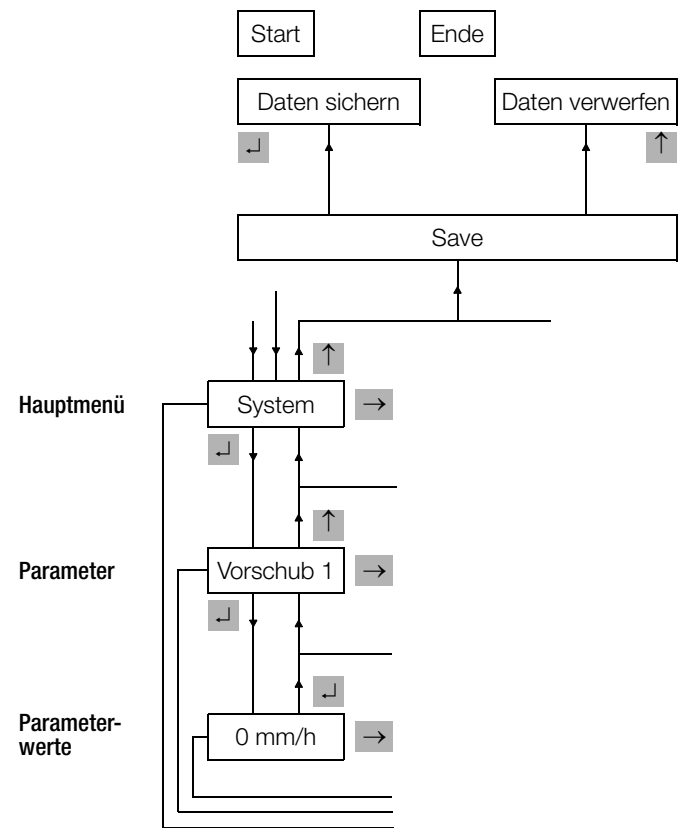 Start
Ende
Daten sichern
Daten verwerfen
↵
↑
Save
↑
Hauptmenü
System
→
↵
↑
Parameter
Vorschub 1
→
↵
↵
Parameter-
werte
0 mm/h
→